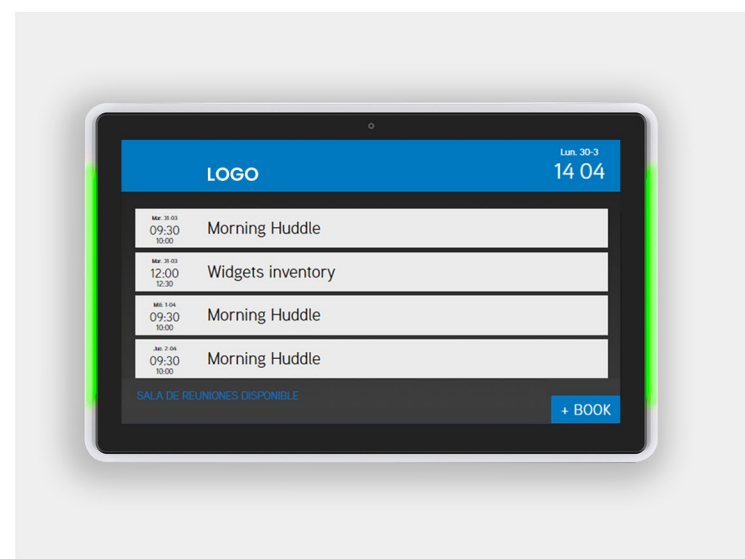 Lun. 30-3
LOGO
14 04
Mar. 31-03
09:30
10:00
Morning Huddle
Mar. 31-03
12:00
12:30
Widgets inventory
Mié. 1-04
09:30
10:00
Morning Huddle
Jue. 2-04
09:30
10:00
Morning Huddle
SALA DE REUNIONES DISPONIBLE
+ BOOK